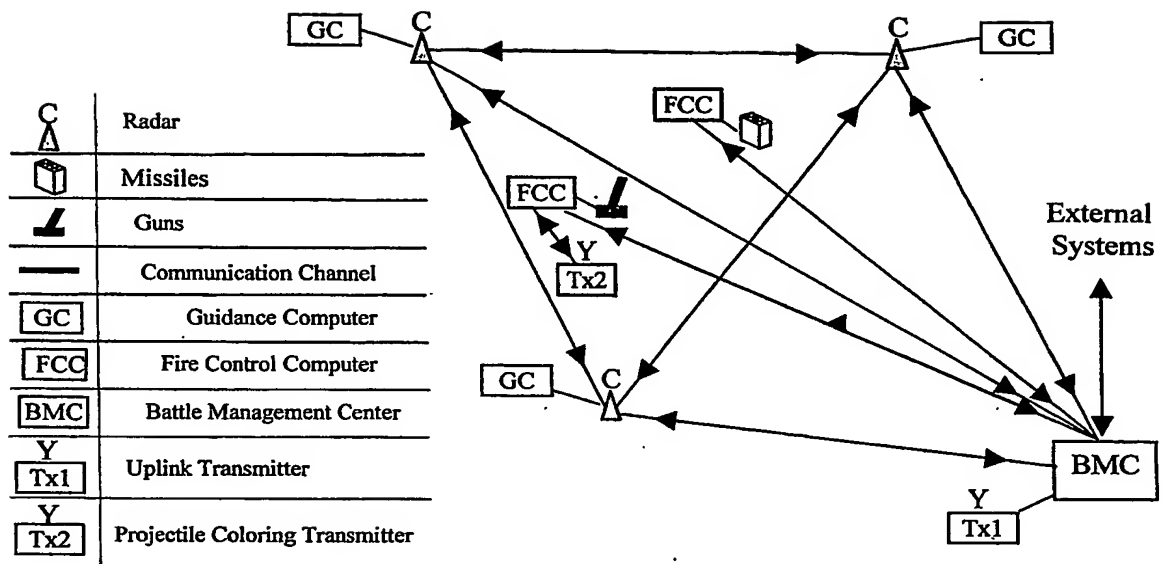 C
GC
C
GC
C
Radar
Missiles
Guns
Communication Channel
GC
Guidance Computer
FCC
Fire Control Computer
BMC
Battle Management Center
Y
Tx1
Uplink Transmitter
Y
Tx2
Projectile Coloring Transmitter
FCC
FCC
Y
Tx2
External
Systems
GC
C
BMC
Y
Tx1